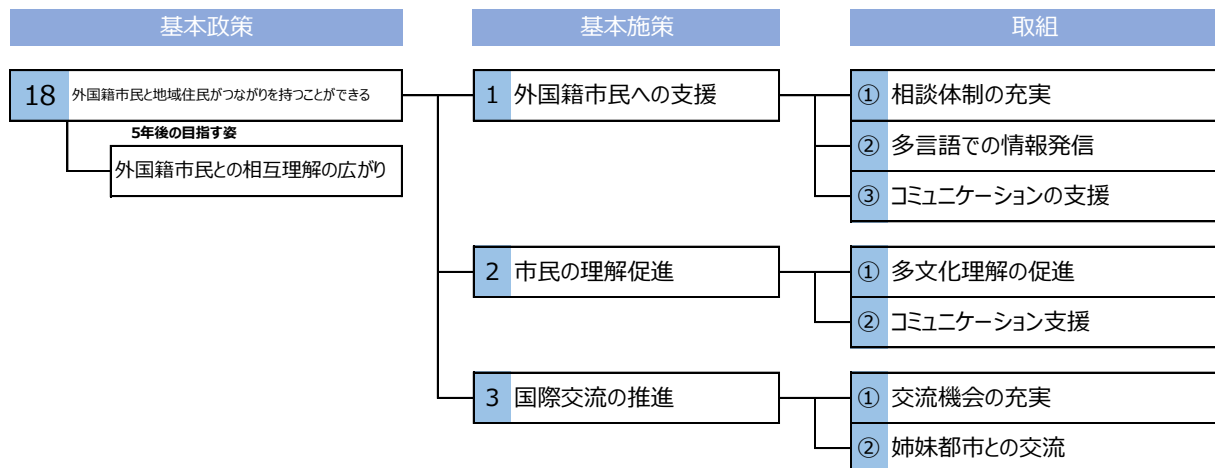 基本政策
基本施策
取組
18 外国籍市民と地域住民がつながりを持つことができる
5年後の目指す姿
外国籍市民との相互理解の広がり
1 外国籍市民への支援
① 相談体制の充実
② 多言語での情報発信
③ コミュニケーションの支援
2 市民の理解促進
① 多文化理解の促進
② コミュニケーション支援
3 国際交流の推進
① 交流機会の充実
② 姉妹都市との交流